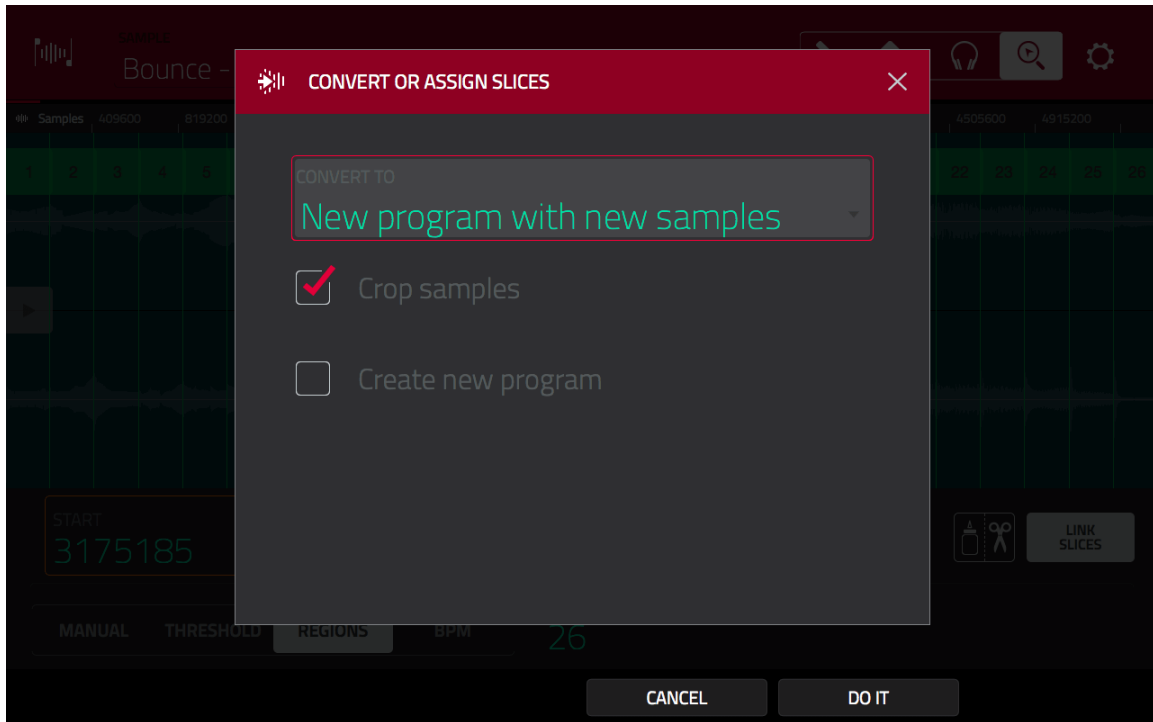 SAMPLE
Bounce -
CONVERT OR ASSIGN SLICES
Samples 409600 819200 4505600 4915200
1 2 3 4 5 22 23 24 25 26
CONVERT TO
New program with new samples
Crop samples
Create new program
START
3175185
LINK
SLICES
MANUAL THRESHOLD REGIONS BPM 26
CANCEL DO IT